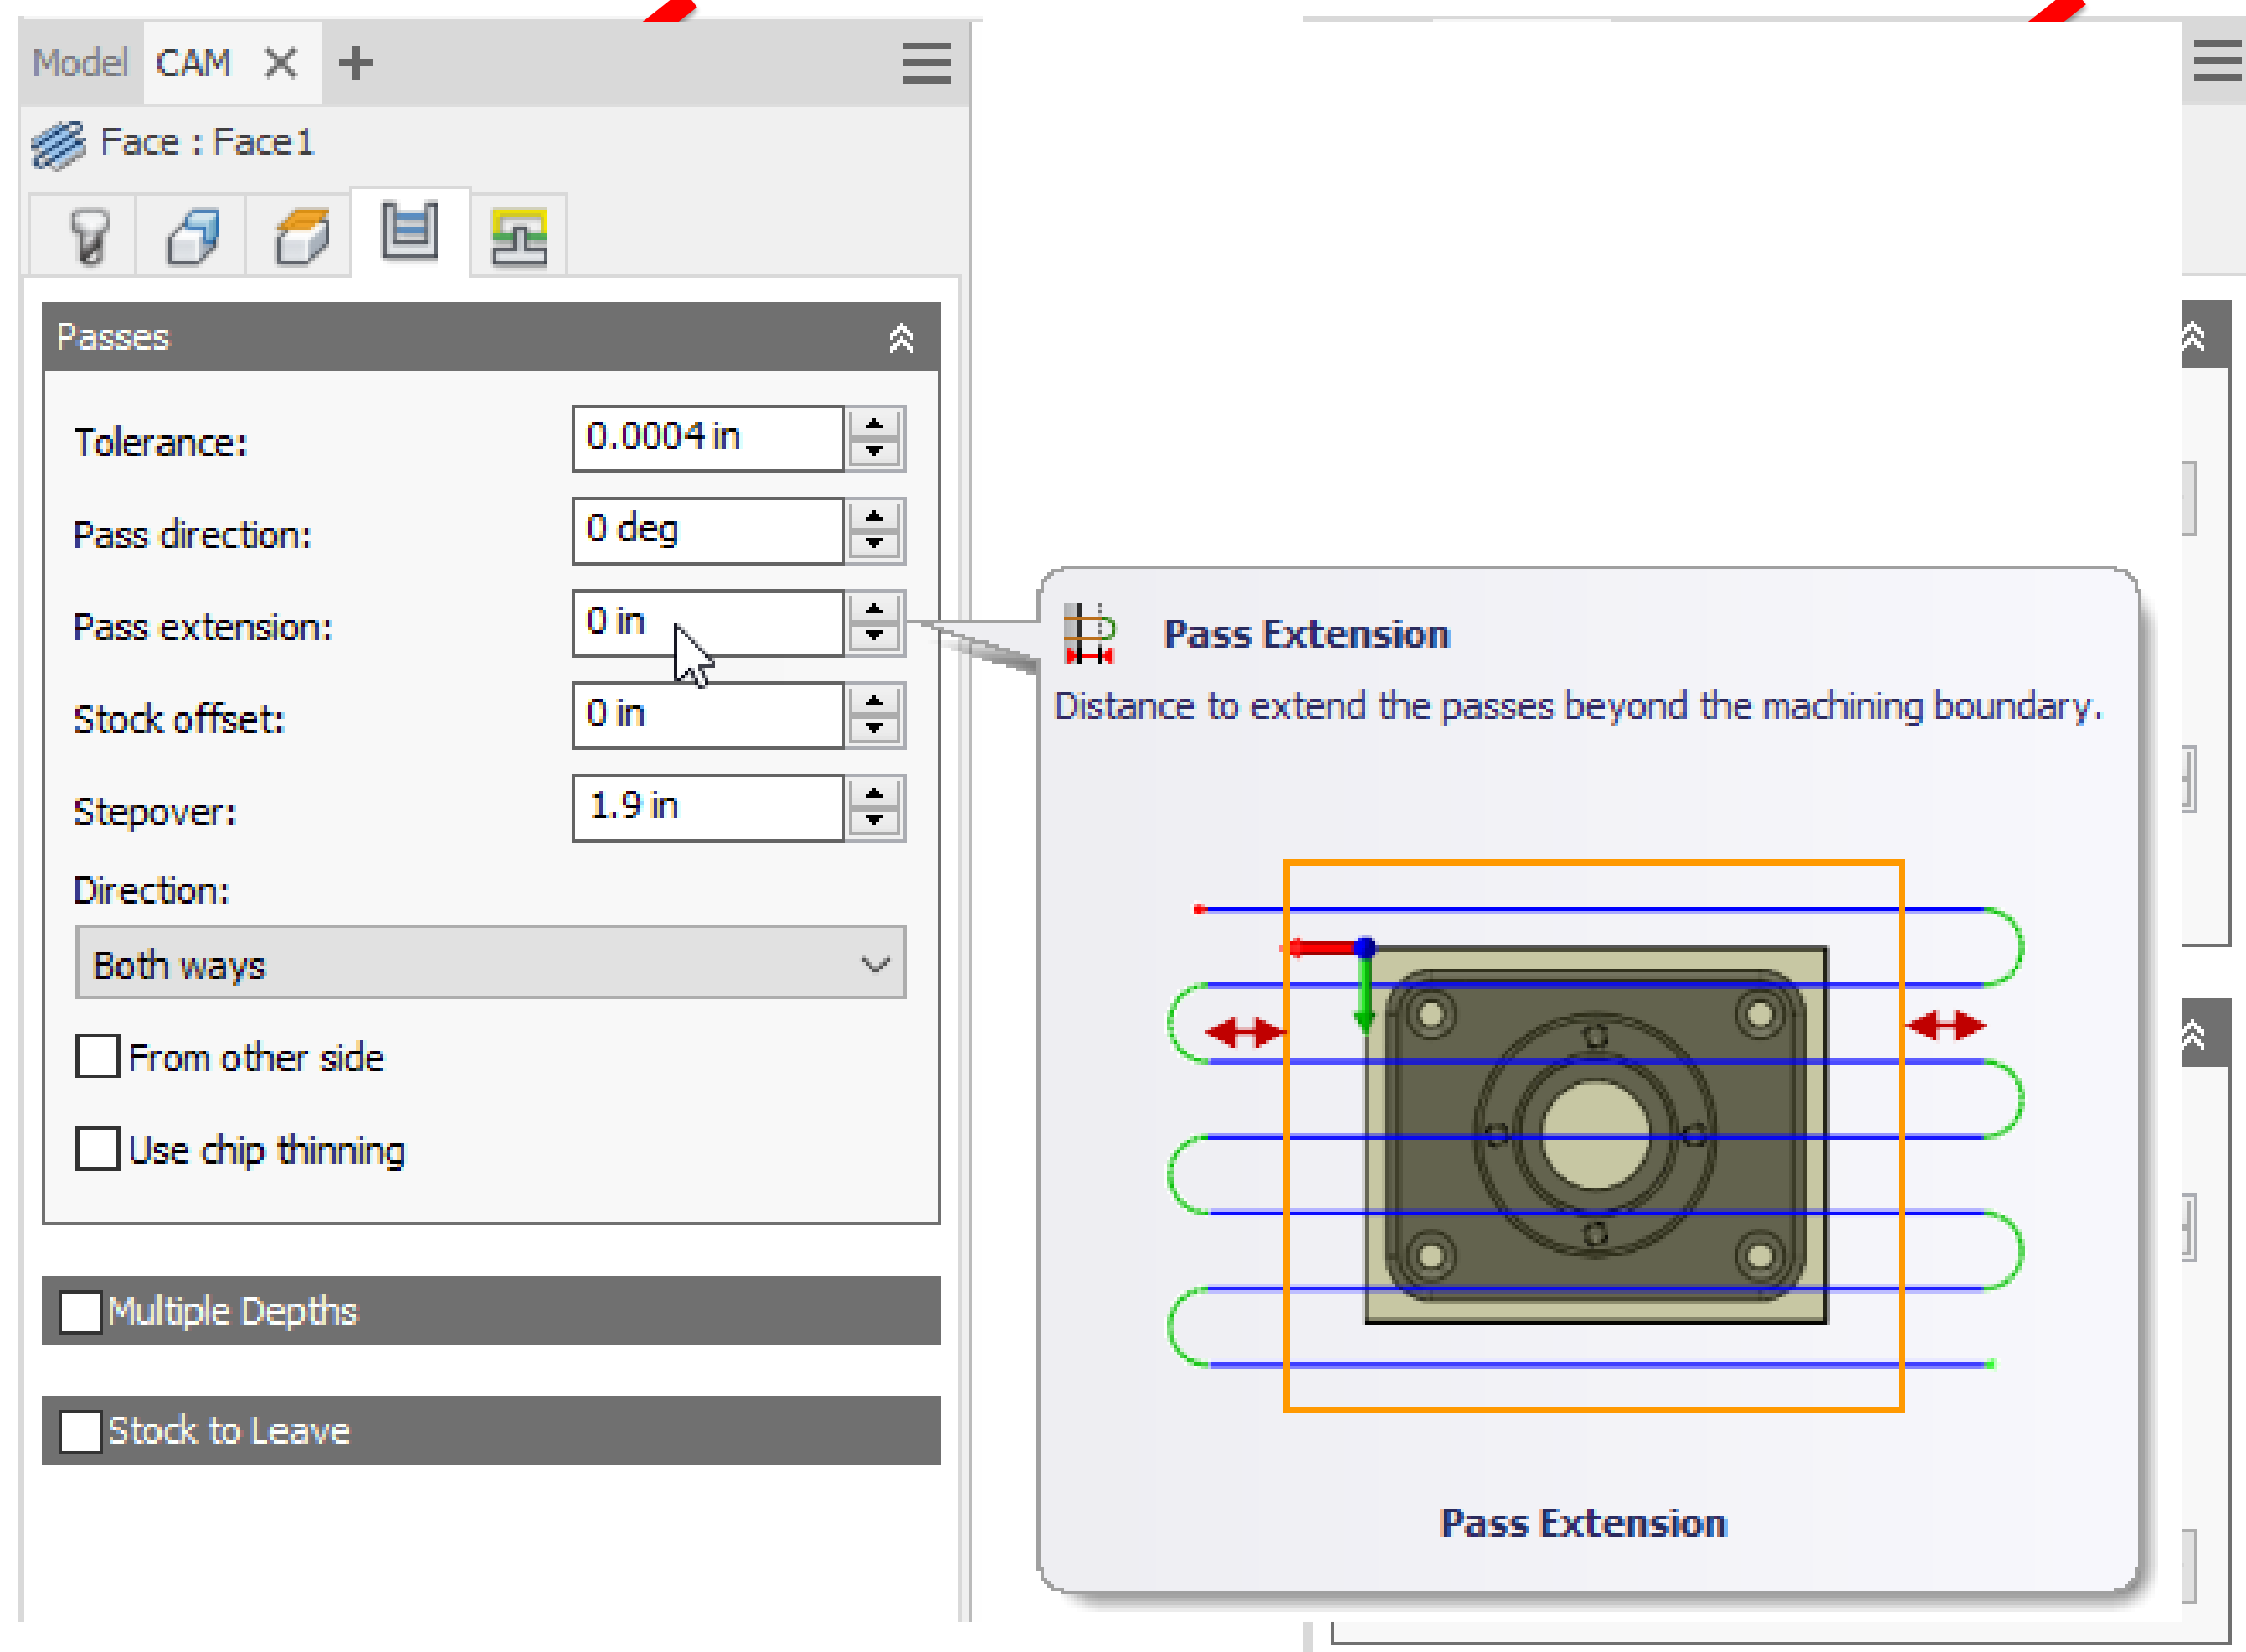 Model CAM
Face : Face1
Passes
Tolerance: 0.0004 in
Pass direction: 0 deg
Pass extension: 0 in
Stock offset: 0 in
Stepover: 1.9 in
Direction:
Both ways
From other side
Use chip thinning
Multiple Depths
Stock to Leave
Pass Extension
Distance to extend the passes beyond the machining boundary.
Pass Extension